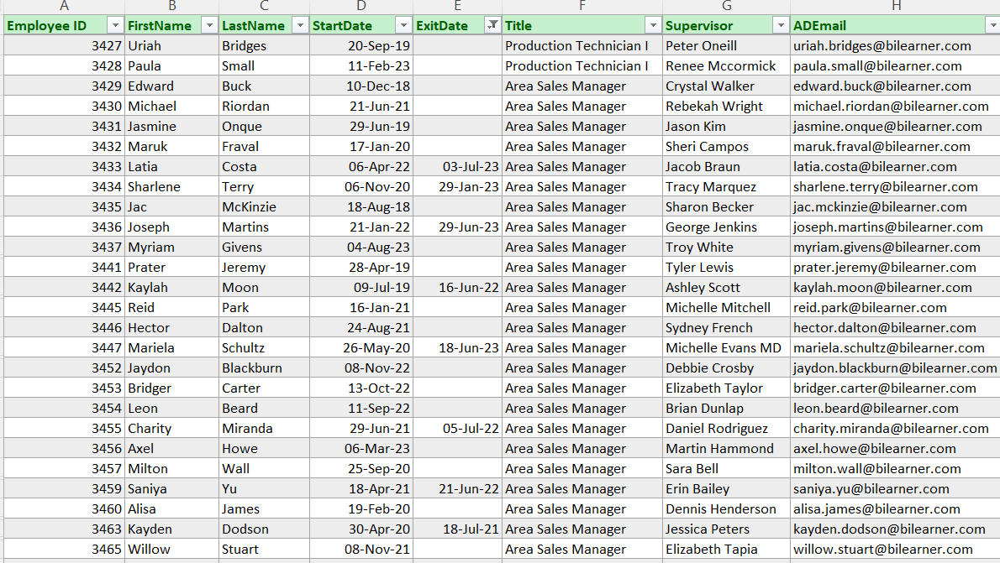 A B C D E F G H
Employee ID FirstName LastName StartDate ExitDate Title Supervisor ADEmail
3427 Uriah Bridges 20-Sep-19 Production Technician I Peter Oneill uriah.bridges@bilearner.com
3428 Paula Small 11-Feb-23 Production Technician I Renee Mccormick paula.small@bilearner.com
3429 Edward Buck 10-Dec-18 Area Sales Manager Crystal Walker edward.buck@bilearner.com
3430 Michael Riordan 21-Jun-21 Area Sales Manager Rebekah Wright michael.riordan@bilearner.com
3431 Jasmine Onque 29-Jun-19 Area Sales Manager Jason Kim jasmine.onque@bilearner.com
3432 Maruk Fraval 17-Jan-20 Area Sales Manager Sheri Campos maruk.fraval@bilearner.com
3433 Latia Costa 06-Apr-22 03-Jul-23 Area Sales Manager Jacob Braun latia.costa@bilearner.com
3434 Sharlene Terry 06-Nov-20 29-Jan-23 Area Sales Manager Tracy Marquez sharlene.terry@bilearner.com
3435 Jac McKinzie 18-Aug-18 Area Sales Manager Sharon Becker jac.mckinzie@bilearner.com
3436 Joseph Martins 21-Jan-22 29-Jun-23 Area Sales Manager George Jenkins joseph.martins@bilearner.com
3437 Myriam Givens 04-Aug-23 Area Sales Manager Troy White myriam.givens@bilearner.com
3441 Prater Jeremy 28-Apr-19 Area Sales Manager Tyler Lewis prater.jeremy@bilearner.com
3442 Kaylah Moon 09-Jul-19 16-Jun-22 Area Sales Manager Ashley Scott kaylah.moon@bilearner.com
3445 Reid Park 16-Jan-21 Area Sales Manager Michelle Mitchell reid.park@bilearner.com
3446 Hector Dalton 24-Aug-21 Area Sales Manager Sydney French hector.dalton@bilearner.com
3447 Mariela Schultz 26-May-20 18-Jun-23 Area Sales Manager Michelle Evans MD mariela.schultz@bilearner.com
3452 Jaydon Blackburn 08-Nov-22 Area Sales Manager Debbie Crosby jaydon.blackburn@bilearner.com
3453 Bridger Carter 13-Oct-22 Area Sales Manager Elizabeth Taylor bridger.carter@bilearner.com
3454 Leon Beard 11-Sep-22 Area Sales Manager Brian Dunlap leon.beard@bilearner.com
3455 Charity Miranda 29-Jun-21 05-Jul-22 Area Sales Manager Daniel Rodriguez charity.miranda@bilearner.com
3456 Axel Howe 06-Mar-23 Area Sales Manager Martin Hammond axel.howe@bilearner.com
3457 Milton Wall 25-Sep-20 Area Sales Manager Sara Bell milton.wall@bilearner.com
3459 Saniya Yu 18-Apr-21 21-Jun-22 Area Sales Manager Erin Bailey saniya.yu@bilearner.com
3460 Alisa James 19-Feb-20 Area Sales Manager Dennis Henderson alisa.james@bilearner.com
3463 Kayden Dodson 30-Apr-20 18-Jul-21 Area Sales Manager Jessica Peters kayden.dodson@bilearner.com
3465 Willow Stuart 08-Nov-21 Area Sales Manager Elizabeth Tapia willow.stuart@bilearner.com